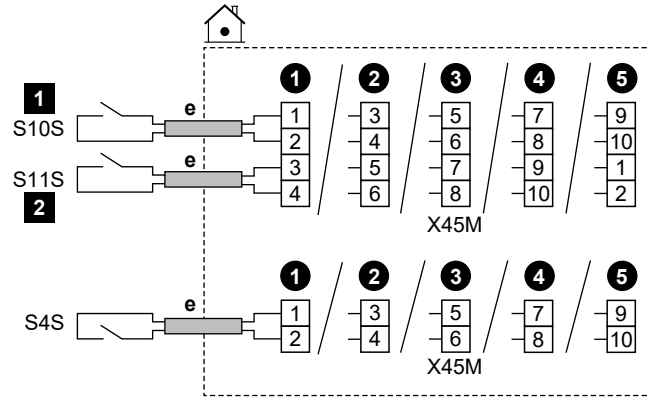 1 2 3 4 5
1
S10S
e
1 3 5 7 9
2 4 6 8 10
S11S
e
3 5 7 9 1
4 6 8 10 2
2
X45M
1 2 3 4 5
S4S
e
1 3 5 7 9
2 4 6 8 10
X45M